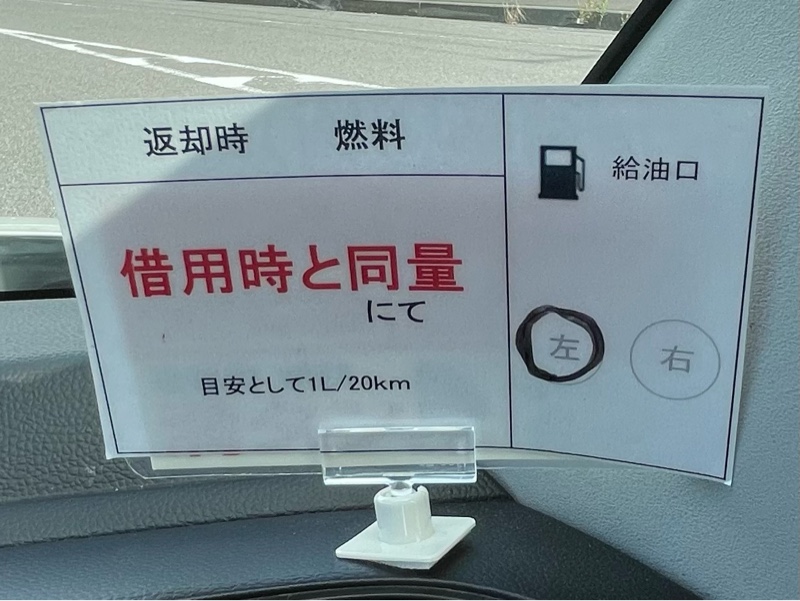 返却時 燃料
借用時と同量
にて
目安として1L/20km
給油口
左 右